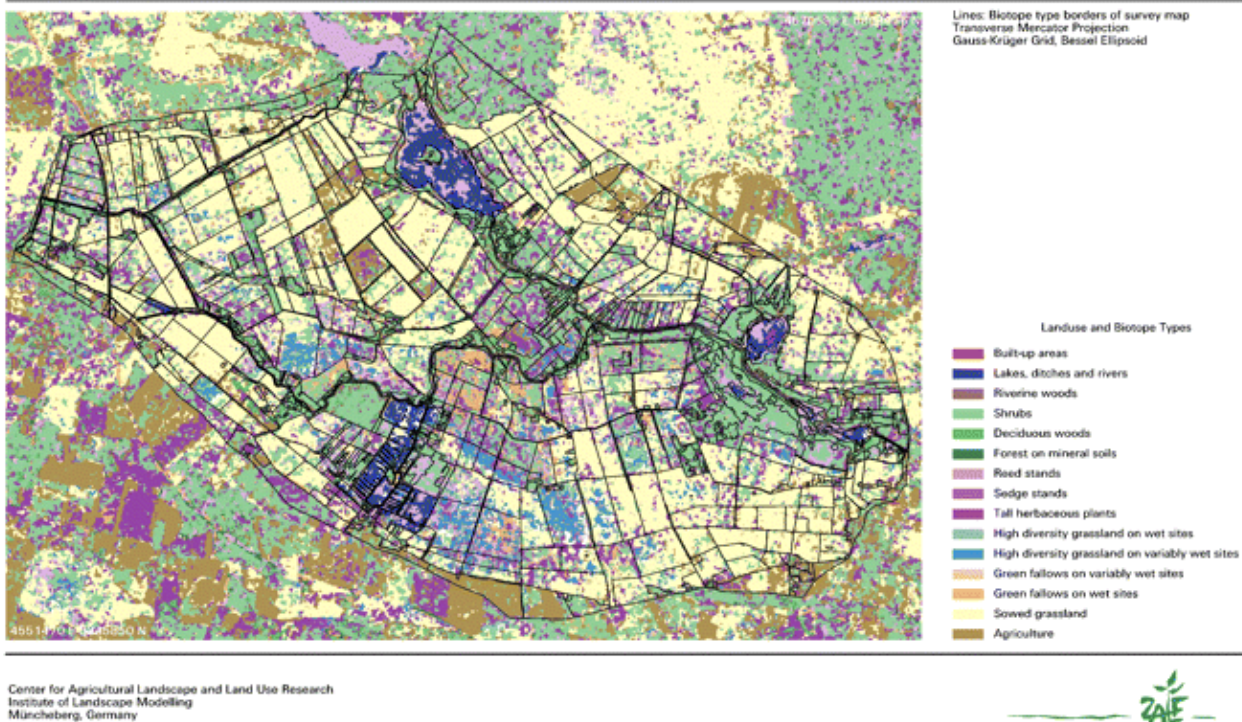 Lines: Biotope type borders of survey map
Transverse Mercator Projection
Gauss-Krüger Grid, Bessel Ellipsoid
Landuse and Biotope Types
Built-up areas
Lakes, ditches and rivers
Riverine woods
Shrubs
Deciduous woods
Forest on mineral soils
Reed stands
Sedge stands
Tall herbaceous plants
High diversity grassland on wet sites
High diversity grassland on variably wet sites
Green fallows on variably wet sites
Green fallows on wet sites
Sowed grassland
Agriculture
Center for Agricultural Landscape and Land Use Research
Institute of Landscape Modelling
Müncheberg, Germany
ZALF